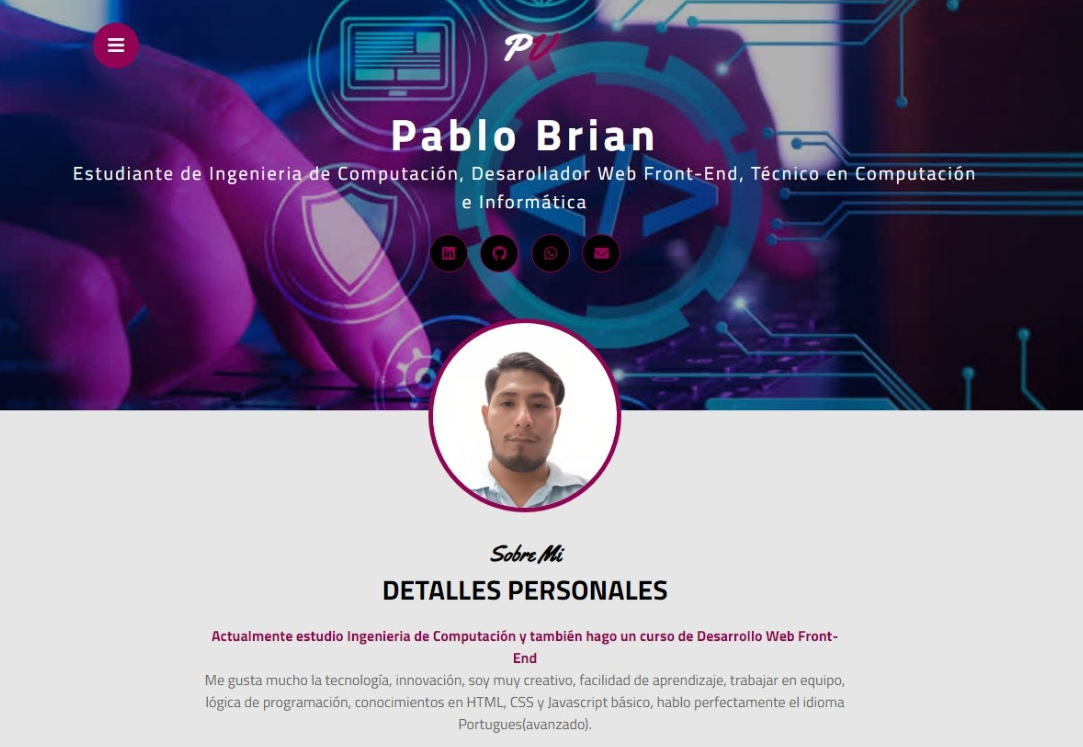 PV
Pablo Brian
Estudiante de Ingenieria de Computación, Desarollador Web Front-End, Técnico en Computación
e Informática
Sobre Mi
DETALLES PERSONALES
Actualmente estudio Ingenieria de Computación y también hago un curso de Desarrollo Web Front-
End
Me gusta mucho la tecnología, innovación, soy muy creativo, facilidad de aprendizaje, trabajar en equipo,
lógica de programación, conocimientos en HTML, CSS y Javascript básico, hablo perfectamente el idioma
Portugues(avanzado).